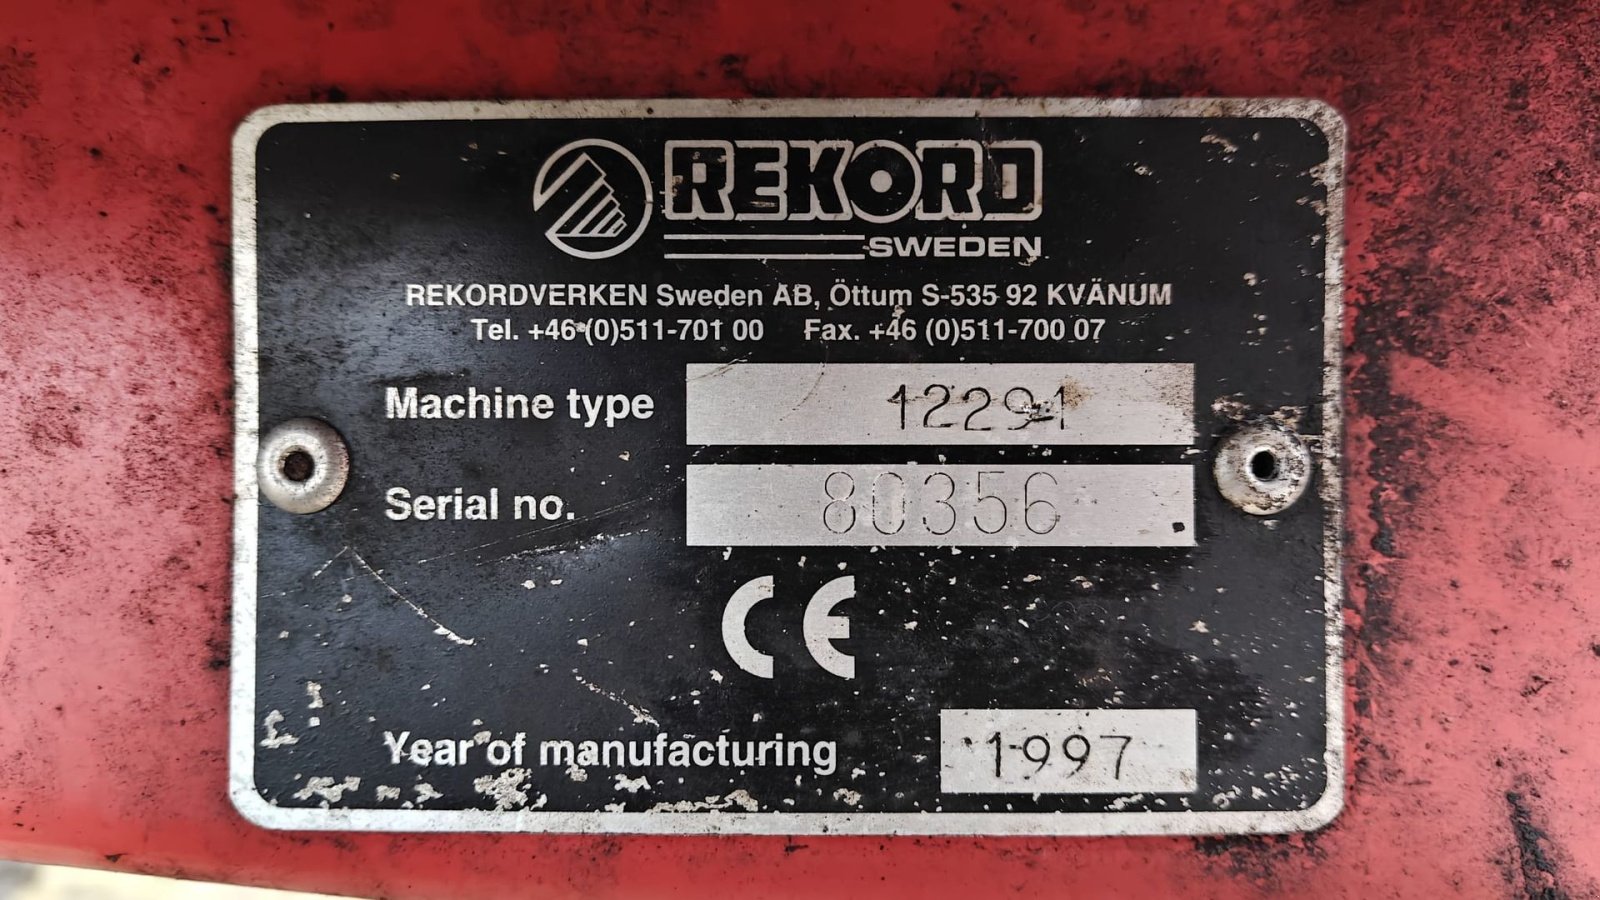 REKORD
SWEDEN
REKORDVERKEN Sweden AB, Öttum S-535 92 KVÄNUM
Tel. +46 (0)511-701 00 Fax. +46 (0)511-700 07
Machine type 12291
Serial no. 80356
CE
Year of manufacturing 1997